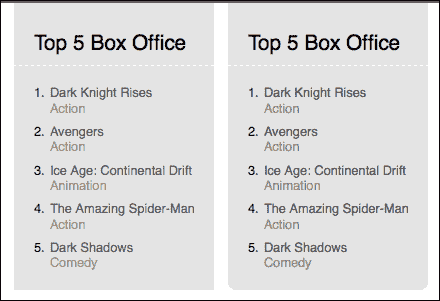 Top 5 Box Office
1. Dark Knight Rises
Action
2. Avengers
Action
3. Ice Age: Continental Drift
Animation
4. The Amazing Spider-Man
Action
5. Dark Shadows
Comedy
Top 5 Box Office
1. Dark Knight Rises
Action
2. Avengers
Action
3. Ice Age: Continental Drift
Animation
4. The Amazing Spider-Man
Action
5. Dark Shadows
Comedy